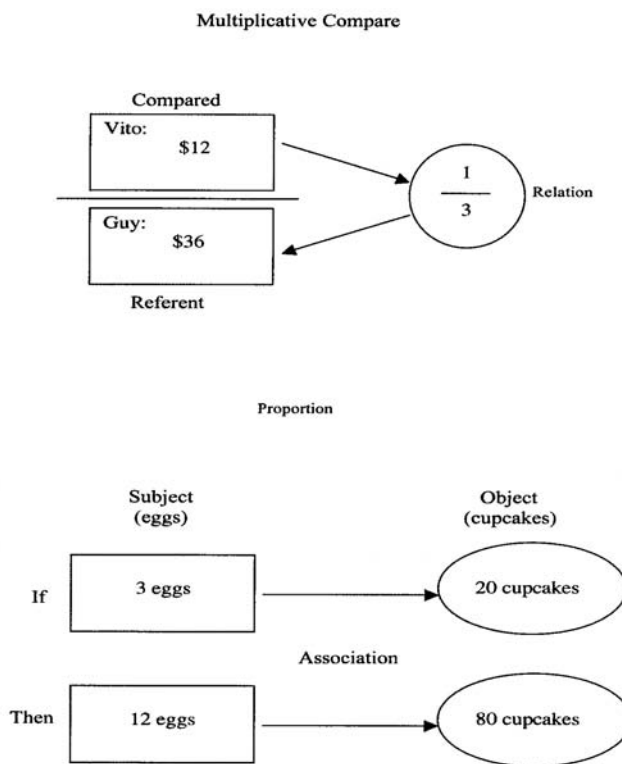 Multiplicative Compare
Compared
Vito:
$12
1
3
Relation
Guy:
$36
Referent
Proportion
Subject
(eggs)
Object
(cupcakes)
If
3 eggs
20 cupcakes
Association
Then
12 eggs
80 cupcakes